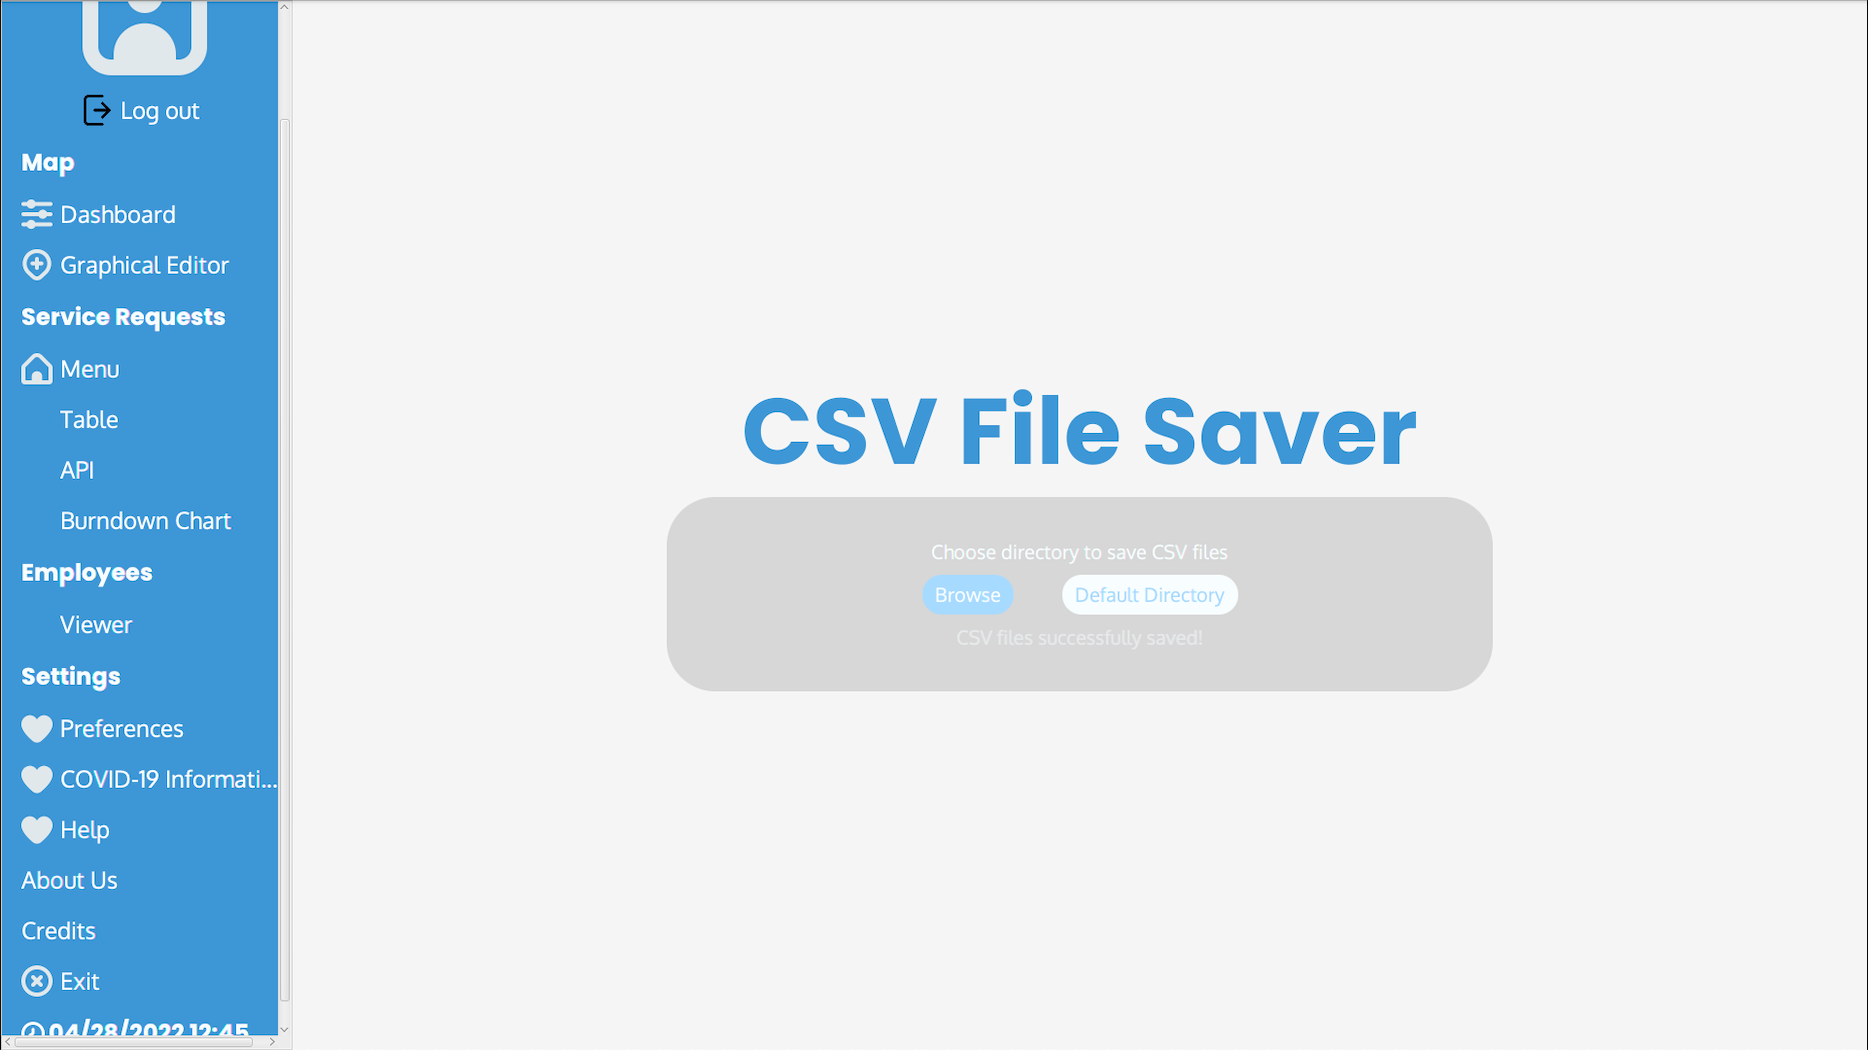 Log out
Map
Dashboard
Graphical Editor
Service Requests
Menu
Table
API
Burndown Chart
Employees
Viewer
Settings
Preferences
COVID-19 Informati...
Help
About Us
Credits
Exit
04/28/2022 12:45
CSV File Saver
Choose directory to save CSV files
Browse
Default Directory
CSV files successfully saved!